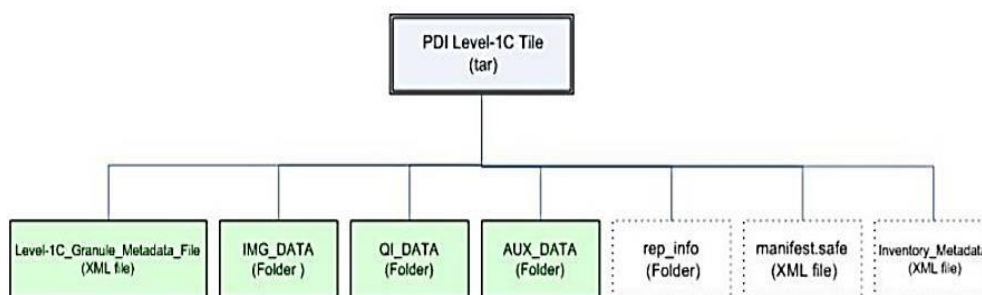 PDI Level-1C Tile
(tar)
Level-1C_Granule_Metadata_File
(XML file)
IMG_DATA
(Folder )
QI_DATA
(Folder)
AUX_DATA
(Folder)
rep_info
(Folder)
manifest.safe
(XML file)
Inventory_Metadata
(XML file)